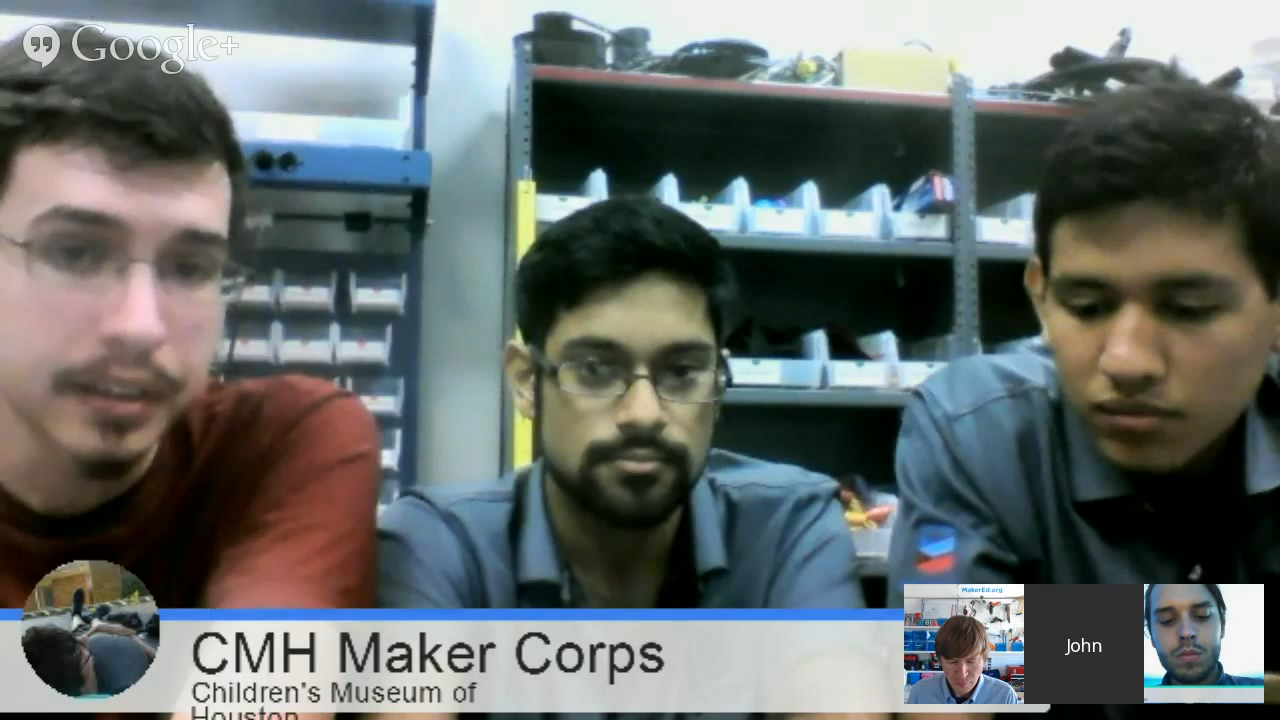 Google+
CMH Maker Corps
Children's Museum of
Houston
MakerEd.org
John